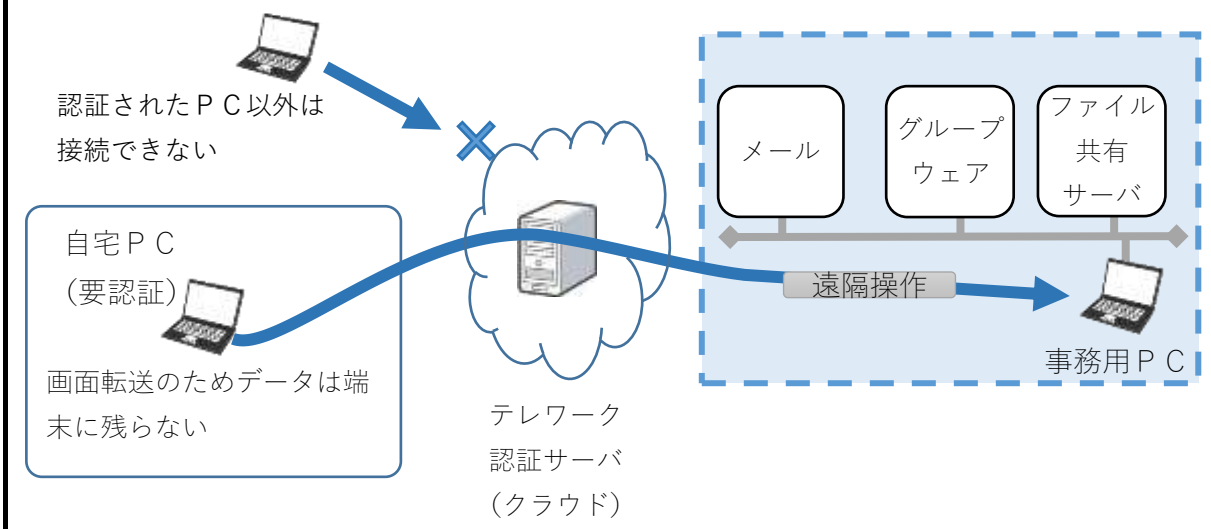 認証されたＰＣ以外は
接続できない
自宅ＰＣ
（要認証）
画面転送のためデータは端
末に残らない
テレワーク
認証サーバ
（クラウド）
メール
グループ
ウェア
ファイル
共有
サーバ
遠隔操作
事務用ＰＣ